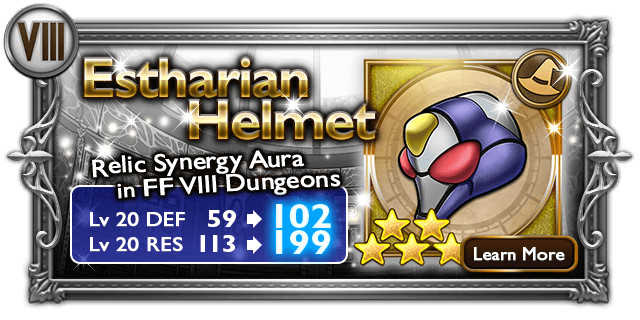 VIII
Estharian
Helmet
Relic Synergy Aura
in FF VIII Dungeons
Lv 20 DEF 59 → 102
Lv 20 RES 113 → 199
Learn More